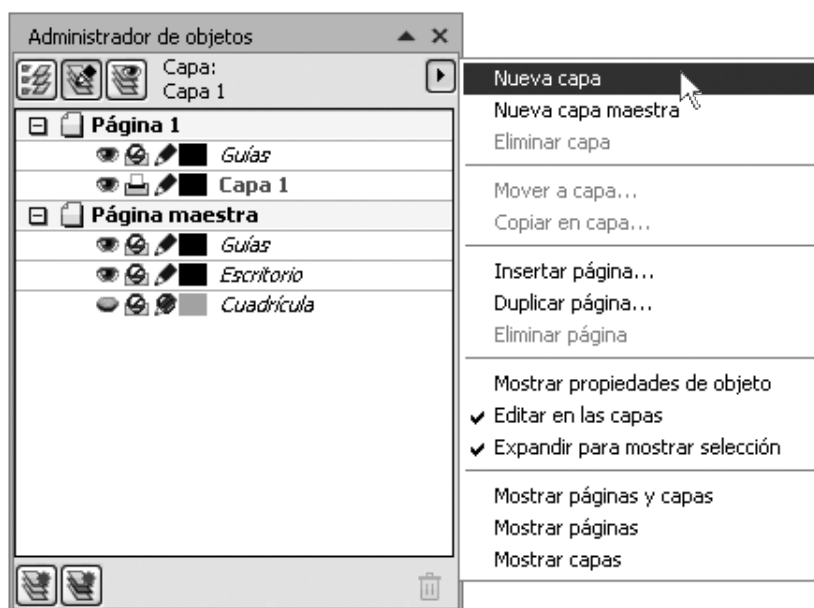 Administrador de objetos
Capa:
Capa 1
Página 1
Guías
Capa 1
Página maestra
Guías
Escritorio
Cuadrícula
Nueva capa
Nueva capa maestra
Eliminar capa
Mover a capa...
Copiar en capa...
Insertar página...
Duplicar página...
Eliminar página
Mostrar propiedades de objeto
Editar en las capas
Expandir para mostrar selección
Mostrar páginas y capas
Mostrar páginas
Mostrar capas